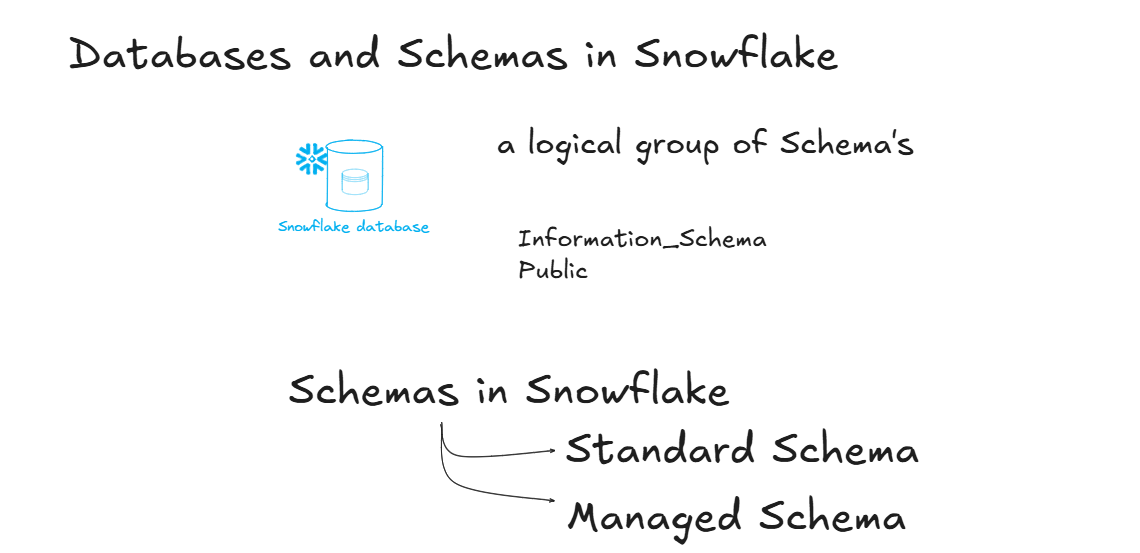 Databases and Schemas in Snowflake
a logical group of Schema's
Snowflake database
Information_Schema
Public
Schemas in Snowflake
Standard Schema
Managed Schema